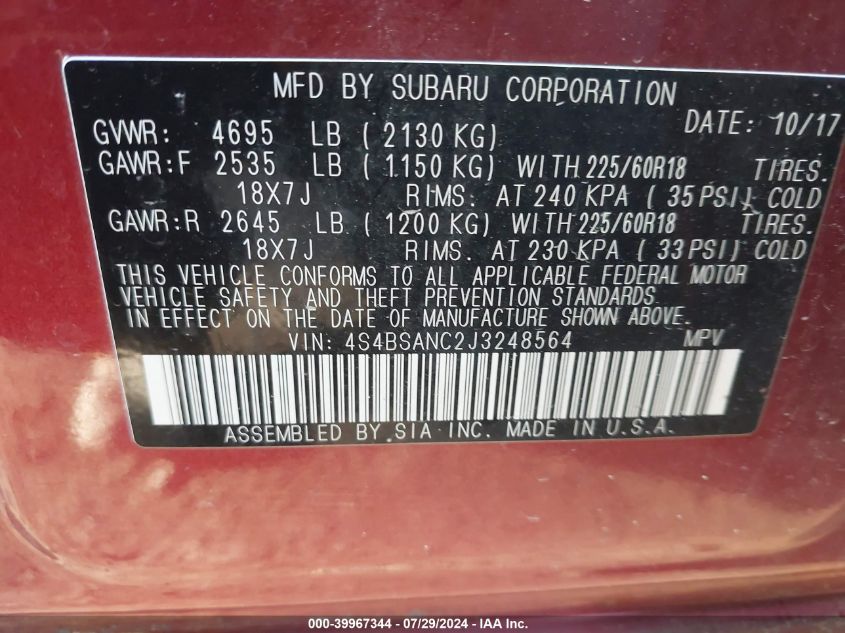 MFD BY SUBARU CORPORATION
DATE: 10/17
GVWR: 4695 LB ( 2130 KG)
GAWR:F 2535 LB ( 1150 KG) WITH 225/60R18 TIRES.
18X7J RIMS. AT 240 KPA ( 35 PSI) COLD
GAWR:R 2645 LB ( 1200 KG) WITH 225/60R18 TIRES.
18X7J RIMS. AT 230 KPA ( 33 PSI) COLD
THIS VEHICLE CONFORMS TO ALL APPLICABLE FEDERAL MOTOR
VEHICLE SAFETY AND THEFT PREVENTION STANDARDS
IN EFFECT ON THE DATE OF MANUFACTURE SHOWN ABOVE.
VIN: 4S4BSANC2J3248564 MPV
ASSEMBLED BY SIA INC. MADE IN U.S.A.
000-39967344 / 07/29/2024 - IAA Inc.